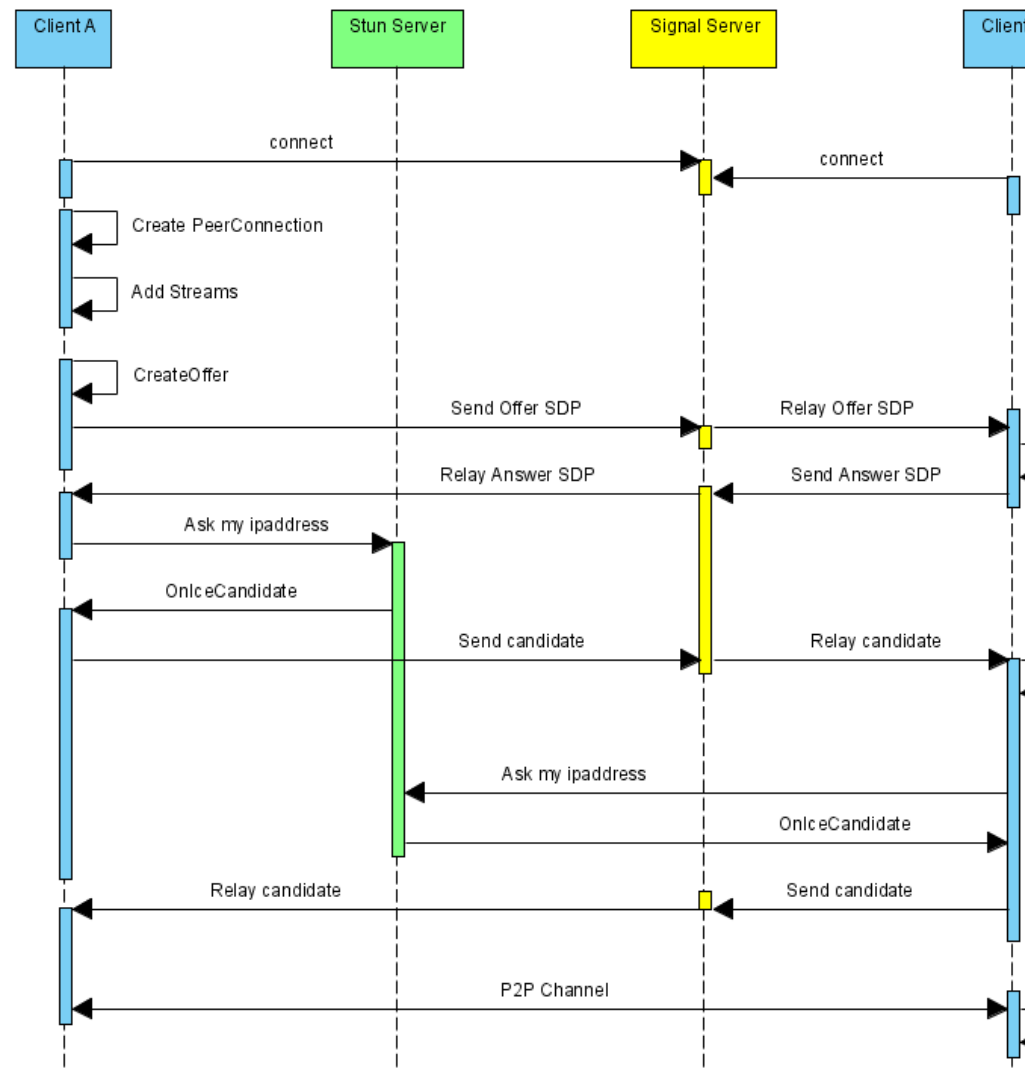 Client A
Stun Server
Signal Server
Client
connect
connect
Create PeerConnection
Add Streams
CreateOffer
Send Offer SDP
Relay Offer SDP
Relay Answer SDP
Send Answer SDP
Ask my ipaddress
OnIceCandidate
Send candidate
Relay candidate
Ask my ipaddress
OnIceCandidate
Relay candidate
Send candidate
P2P Channel